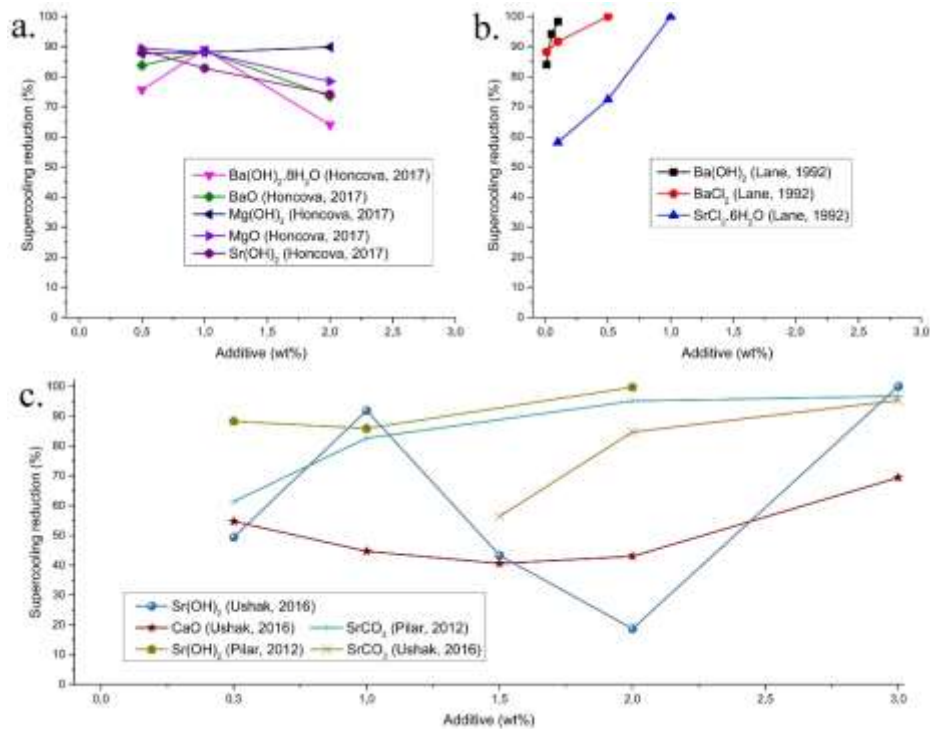 a.
Supercooling reduction (%)
100
90
80
70
60
50
40
30
20
10
0
Ba(OH)2.8H2O (Honcova, 2017)
BaO (Honcova, 2017)
Mg(OH)2 (Honcova, 2017)
MgO (Honcova, 2017)
Sr(OH)2 (Honcova, 2017)
0,0 0,5 1,0 1,5 2,0 2,5 3,0
Additive (wt%)
b.
Supercooling reduction (%)
100
90
80
70
60
50
40
30
20
10
0
Ba(OH)2 (Lane, 1992)
BaCl2 (Lane, 1992)
SrCl2.6H2O (Lane, 1992)
0,0 0,5 1,0 1,5 2,0 2,5 3,0
Additive (wt%)
c.
Supercooling reduction (%)
100
90
80
70
60
50
40
30
20
10
0
Sr(OH)2 (Ushak, 2016)
CaO (Ushak, 2016) SrCO3 (Pilar, 2012)
Sr(OH)2 (Pilar, 2012) SrCO3 (Ushak, 2016)
0,0 0,5 1,0 1,5 2,0 2,5 3,0
Additive (wt%)